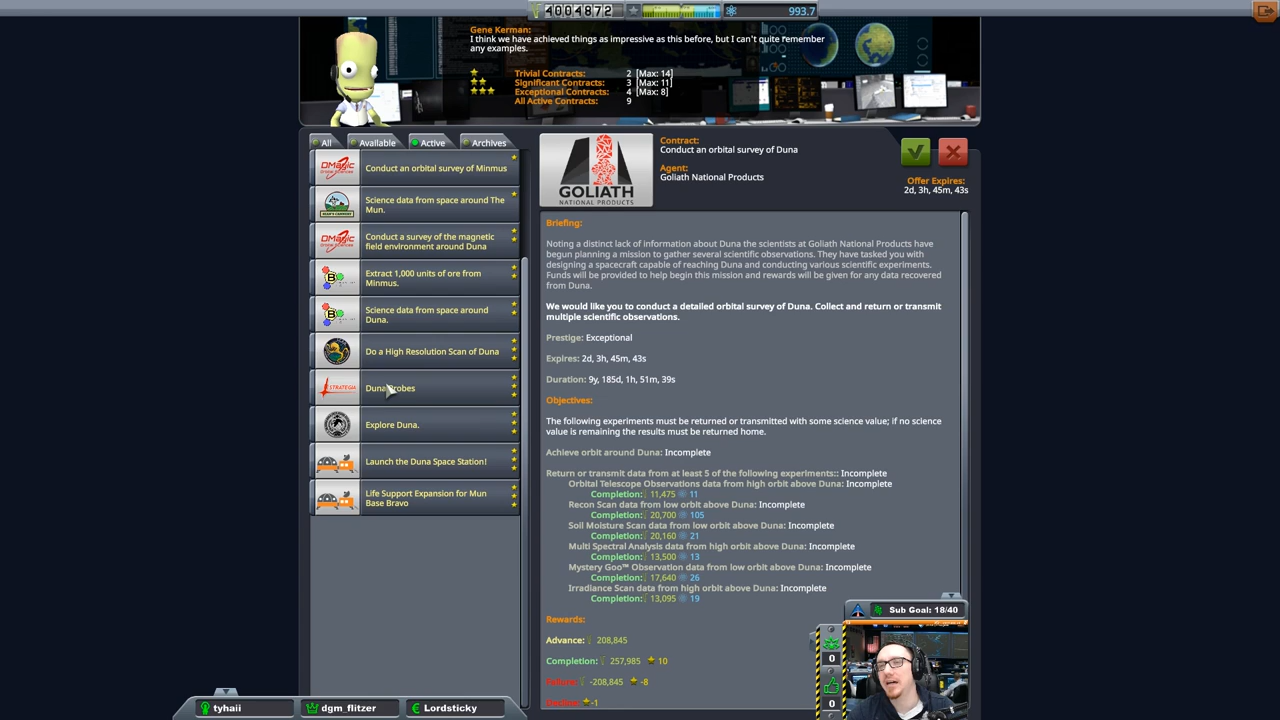 4004872
993.7
Gene Kerman:
I think we have achieved things as impressive as this before, but I can't quite remember
any examples.
Trivial Contracts: 2 [Max: 14]
Significant Contracts: 3 [Max: 11]
Exceptional Contracts: 4 [Max: 8]
All Active Contracts: 9
All
Available
Active
Archives
DMagic
Orbital Sciences
Conduct an orbital survey of Minmus
Science data from space around The
Mun.
DMagic
Orbital Sciences
Conduct a survey of the magnetic
field environment around Duna
Extract 1,000 units of ore from
Minmus.
Science data from space around
Duna.
Do a High Resolution Scan of Duna
STRATEGIA
Duna Probes
Explore Duna.
Launch the Duna Space Station!
Life Support Expansion for Mun
Base Bravo
GOLIATH
NATIONAL PRODUCTS
Contract:
Conduct an orbital survey of Duna
Agent:
Goliath National Products
Offer Expires:
2d, 3h, 45m, 43s
Briefing:
Noting a distinct lack of information about Duna the scientists at Goliath National Products have
begun planning a mission to gather several scientific observations. They have tasked you with
designing a spacecraft capable of reaching Duna and conducting various scientific experiments.
Funds will be provided to help begin this mission and rewards will be given for any data recovered
from Duna.
We would like you to conduct a detailed orbital survey of Duna. Collect and return or transmit
multiple scientific observations.
Prestige: Exceptional
Expires: 2d, 3h, 45m, 43s
Duration: 9y, 185d, 1h, 51m, 39s
Objectives:
The following experiments must be returned or transmitted with some science value; if no science
value is remaining the results must be returned home.
Achieve orbit around Duna: Incomplete
Return or transmit data from at least 5 of the following experiments:: Incomplete
Orbital Telescope Observations data from high orbit above Duna: Incomplete
Completion: 11,475 11
Recon Scan data from low orbit above Duna: Incomplete
Completion: 20,700 105
Soil Moisture Scan data from low orbit above Duna: Incomplete
Completion: 20,160 21
Multi Spectral Analysis data from high orbit above Duna: Incomplete
Completion: 13,500 13
Mystery Goo™ Observation data from low orbit above Duna: Incomplete
Completion: 17,640 26
Irradiance Scan data from high orbit above Duna: Incomplete
Completion: 13,095 19
Rewards:
Advance: 208,845
Completion: 257,985 10
Failure: -208,845 -8
-1
Sub Goal: 18/40
0
0
tyhaii
dgm_flitzer
Lordsticky